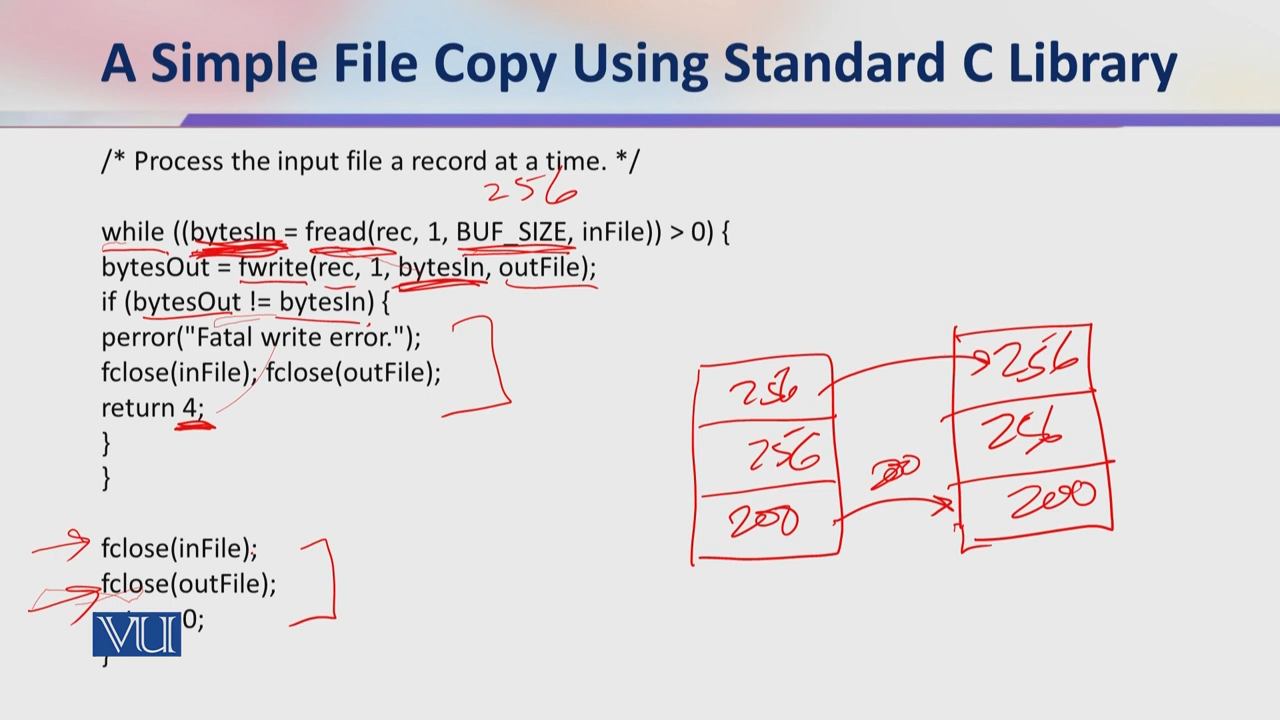 A Simple File Copy Using Standard C Library
/* Process the input file a record at a time. */
256
while ((bytesIn = fread(rec, 1, BUF_SIZE, inFile)) > 0) {
bytesOut = fwrite(rec, 1, bytesIn, outFile);
if (bytesOut != bytesIn) {
perror("Fatal write error.");
fclose(inFile); fclose(outFile);
return 4;
}
}
256 256
256 200 256
200 200
fclose(inFile);
fclose(outFile);
VU 0;
}